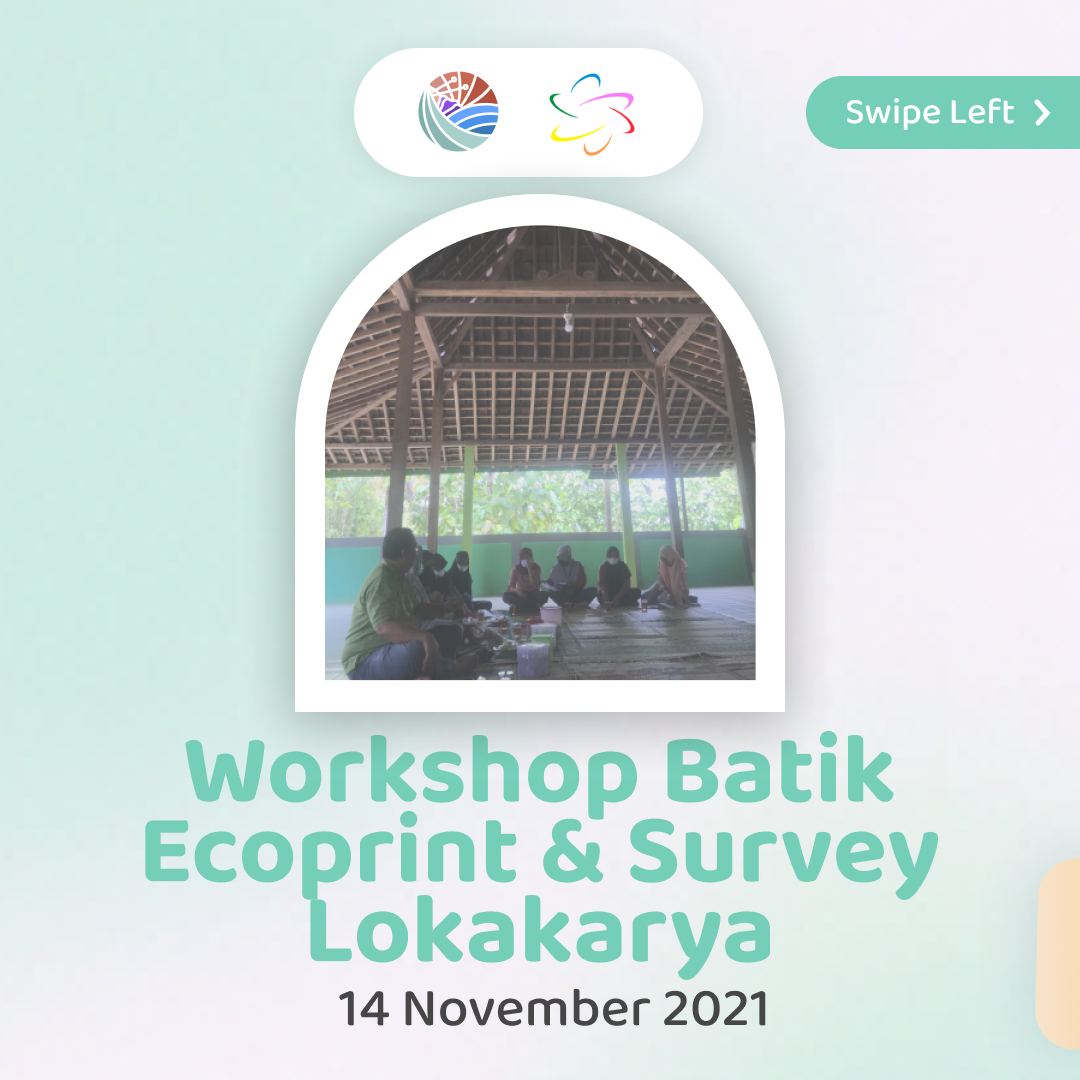 Swipe Left
Workshop Batik
Ecoprint & Survey
Lokakarya
14 November 2021